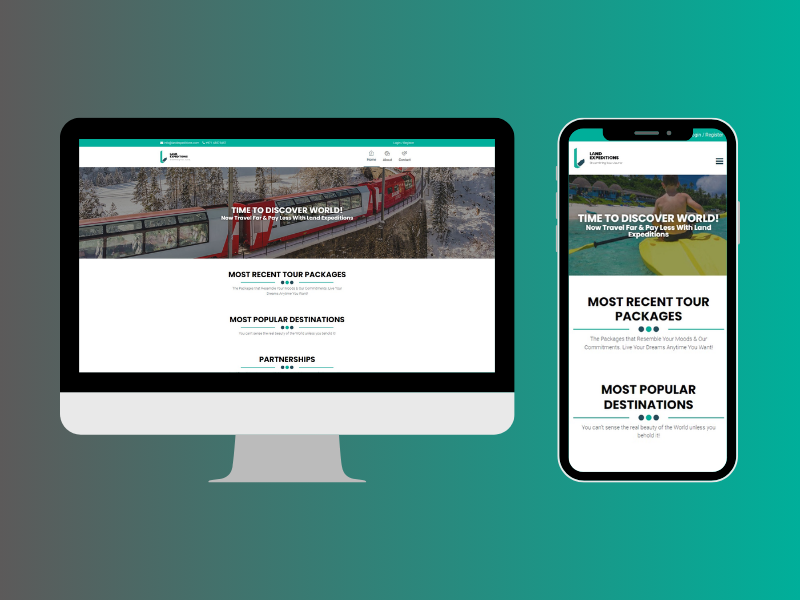 Login / Register
LAND
EXPEDITIONS
Home About Contact
TIME TO DISCOVER WORLD!
Now Travel Far & Pay Less With Land Expeditions
MOST RECENT TOUR PACKAGES
The Packages that Resemble Your Moods & Our Commitments. Live Your
Dreams Anytime You Want!
MOST POPULAR DESTINATIONS
You can't sense the real beauty of the World unless you behold it!
PARTNERSHIPS
/ Register
LAND
EXPEDITIONS
TIME TO DISCOVER WORLD!
Now Travel Far & Pay Less With Land
Expeditions
MOST RECENT TOUR
PACKAGES
The Packages that Resemble Your Moods & Our
Commitments. Live Your Dreams Anytime You Want!
MOST POPULAR
DESTINATIONS
You can't sense the real beauty of the World unless you
behold it!